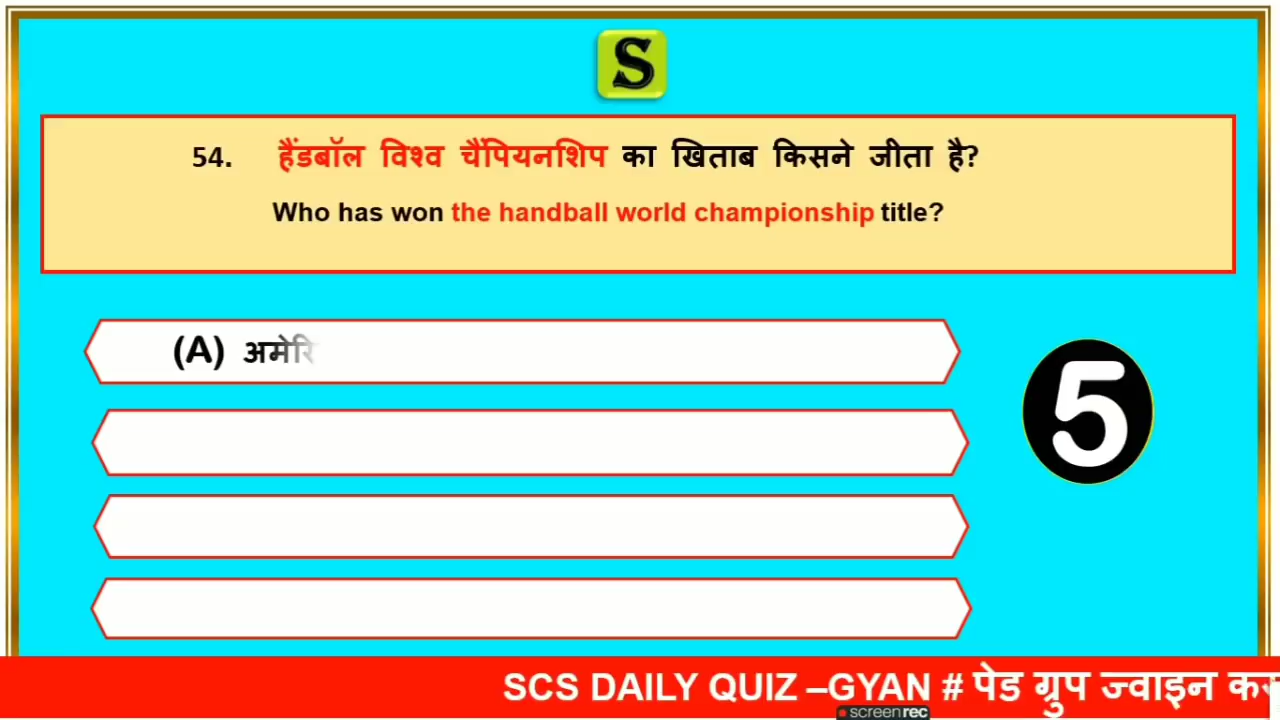 S
54. हैंडबॉल विश्व चैंपियनशिप का खिताब किसने जीता है?
Who has won the handball world championship title?
(A) अमेरि
5
SCS DAILY QUIZ –GYAN # पेड ग्रुप ज्वाइन
screenrec